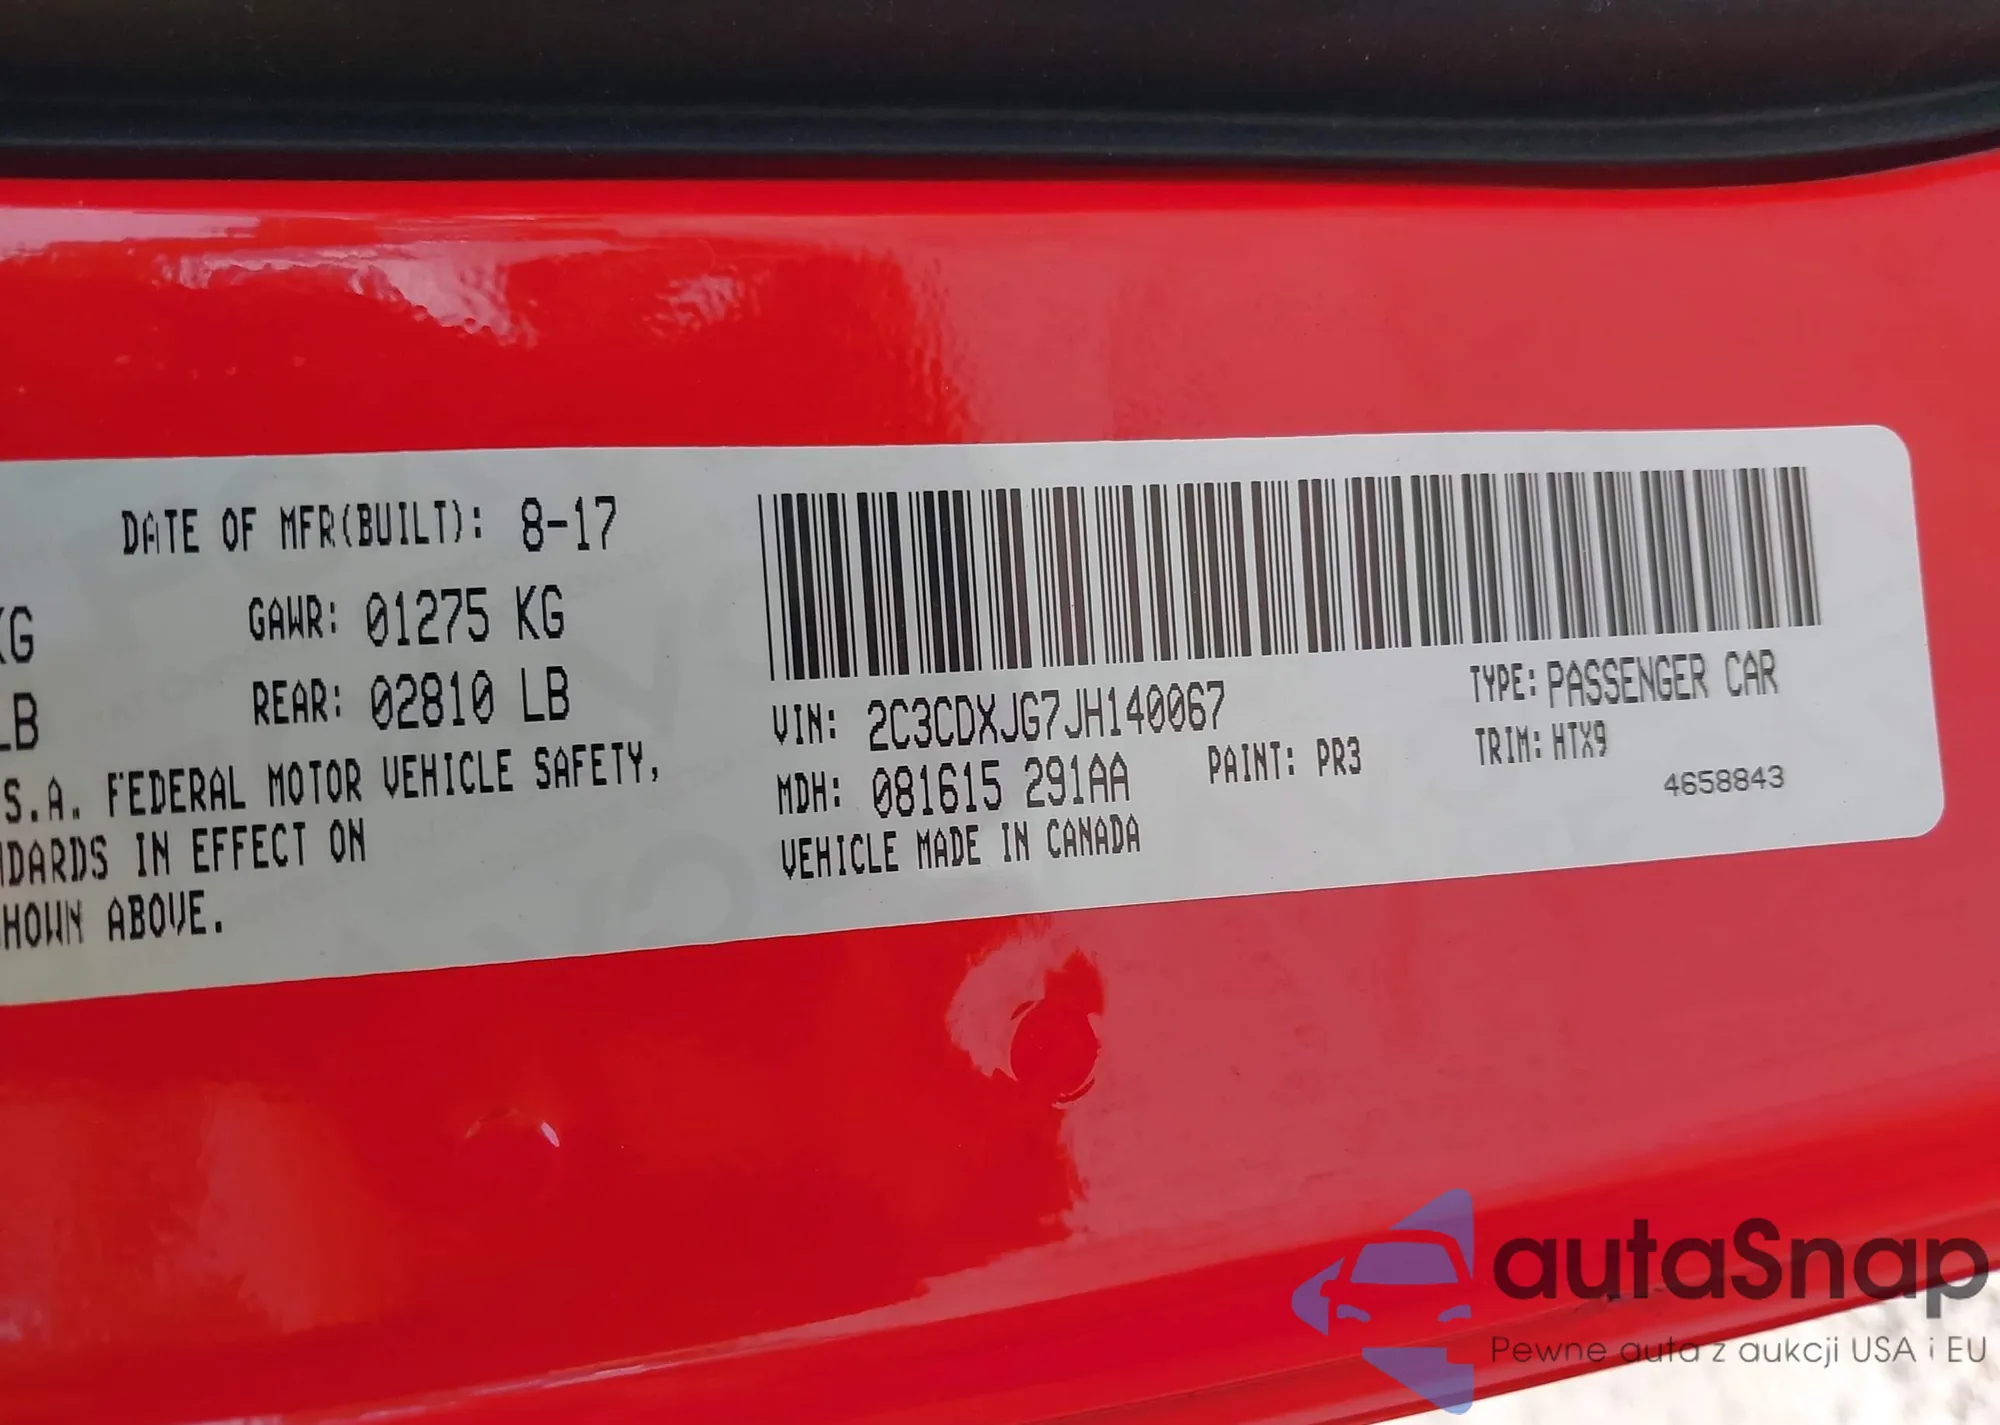 DATE OF MFR(BUILT): 8-17
KG GAWR: 01275 KG
LB REAR: 02810 LB
S.A. FEDERAL MOTOR VEHICLE SAFETY,
NDARDS IN EFFECT ON
HOWN ABOVE.
VIN: 2C3CDXJG7JH140067 TYPE: PASSENGER CAR
MDH: 081615 291AA PAINT: PR3 TRIM: HTX9
4658843
VEHICLE MADE IN CANADA
autaSnap
Pewne auta z aukcji USA i EU